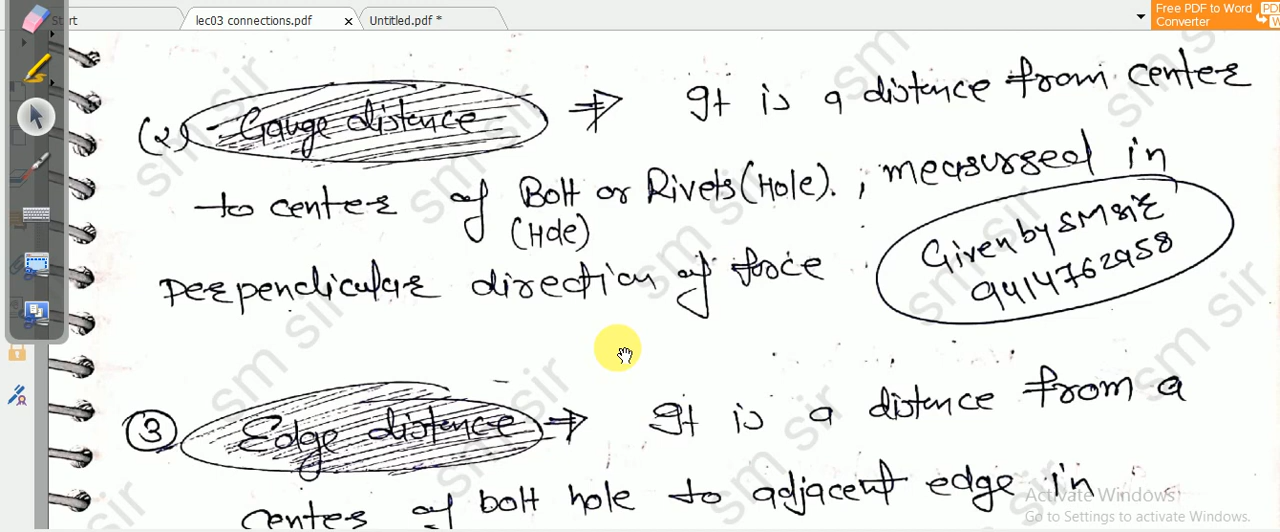 Start
lec03 connections.pdf ×
Untitled.pdf *
Free PDF to Word
Converter
(2) Gauge distance ⇒ It is a distance from center
to center of Bolt or Rivets (Hole)., measursed in
(Hole)
perpendicular direction of force
Given by SM SIR
9414762958
3 Edge distance ⇒ It is a distance from a
center of bolt hole to adjacent edge in
Activate Windows
Go to Settings to activate Windows.
sm sir